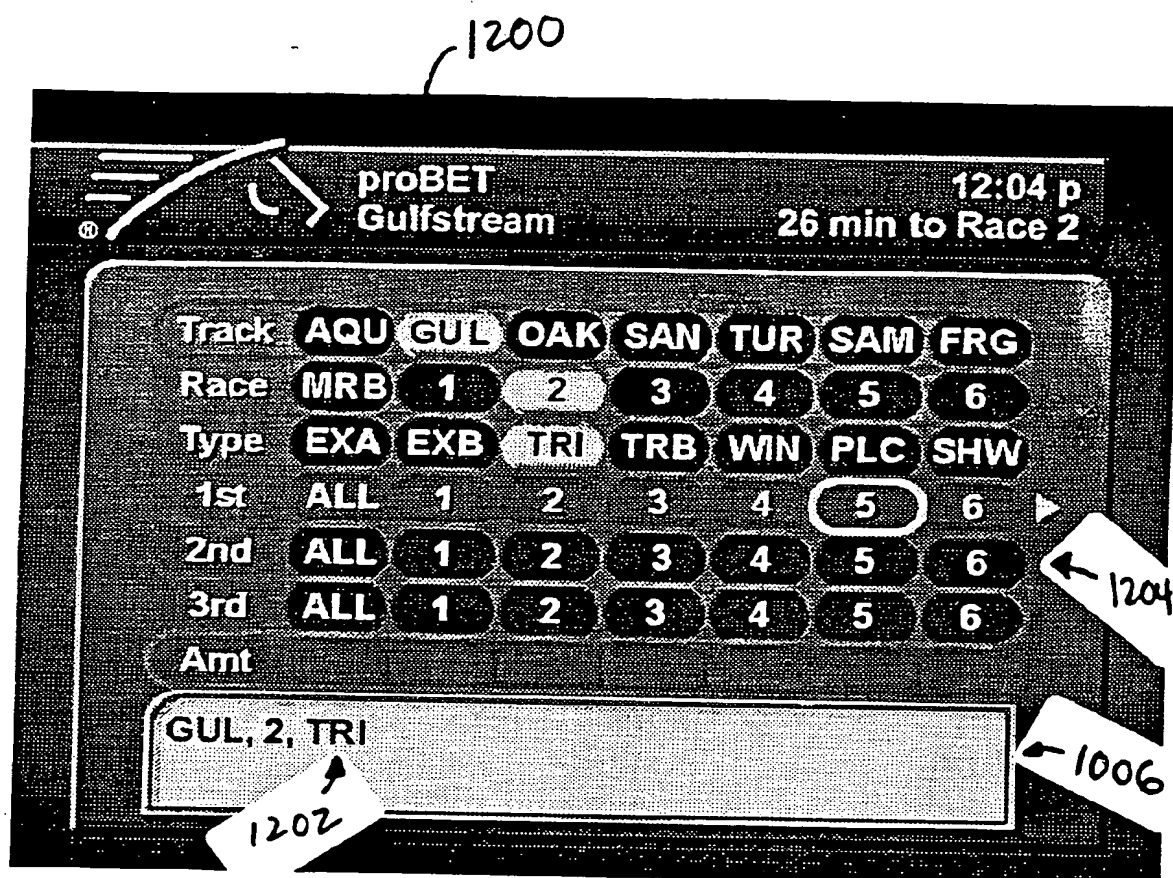 1200
proBET 12:04 p
Gulfstream 26 min to Race 2
®
Track AQU GUL OAK SAN TUR SAM FRG
Race MRB 1 2 3 4 5 6
Type EXA EXB TRI TRB WIN PLC SHW
1st ALL 1 2 3 4 5 6
2nd ALL 1 2 3 4 5 6
1204
3rd ALL 1 2 3 4 5 6
Amt
GUL, 2, TRI
1006
1202